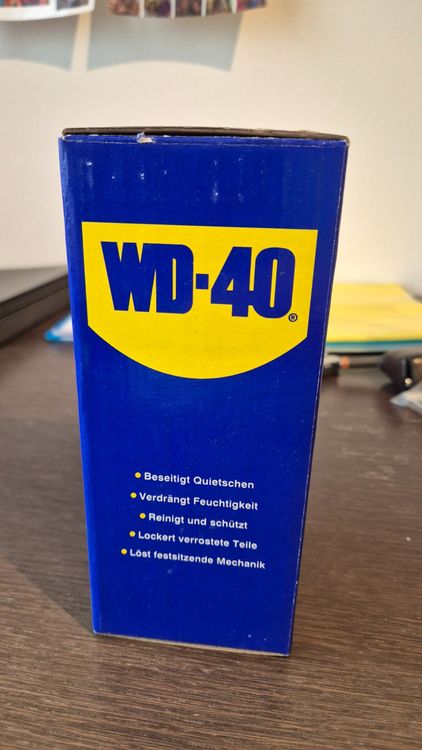 WD-40®
• Beseitigt Quietschen
• Verdrängt Feuchtigkeit
• Reinigt und schützt
• Lockert verrostete Teile
• Löst festsitzende Mechanik